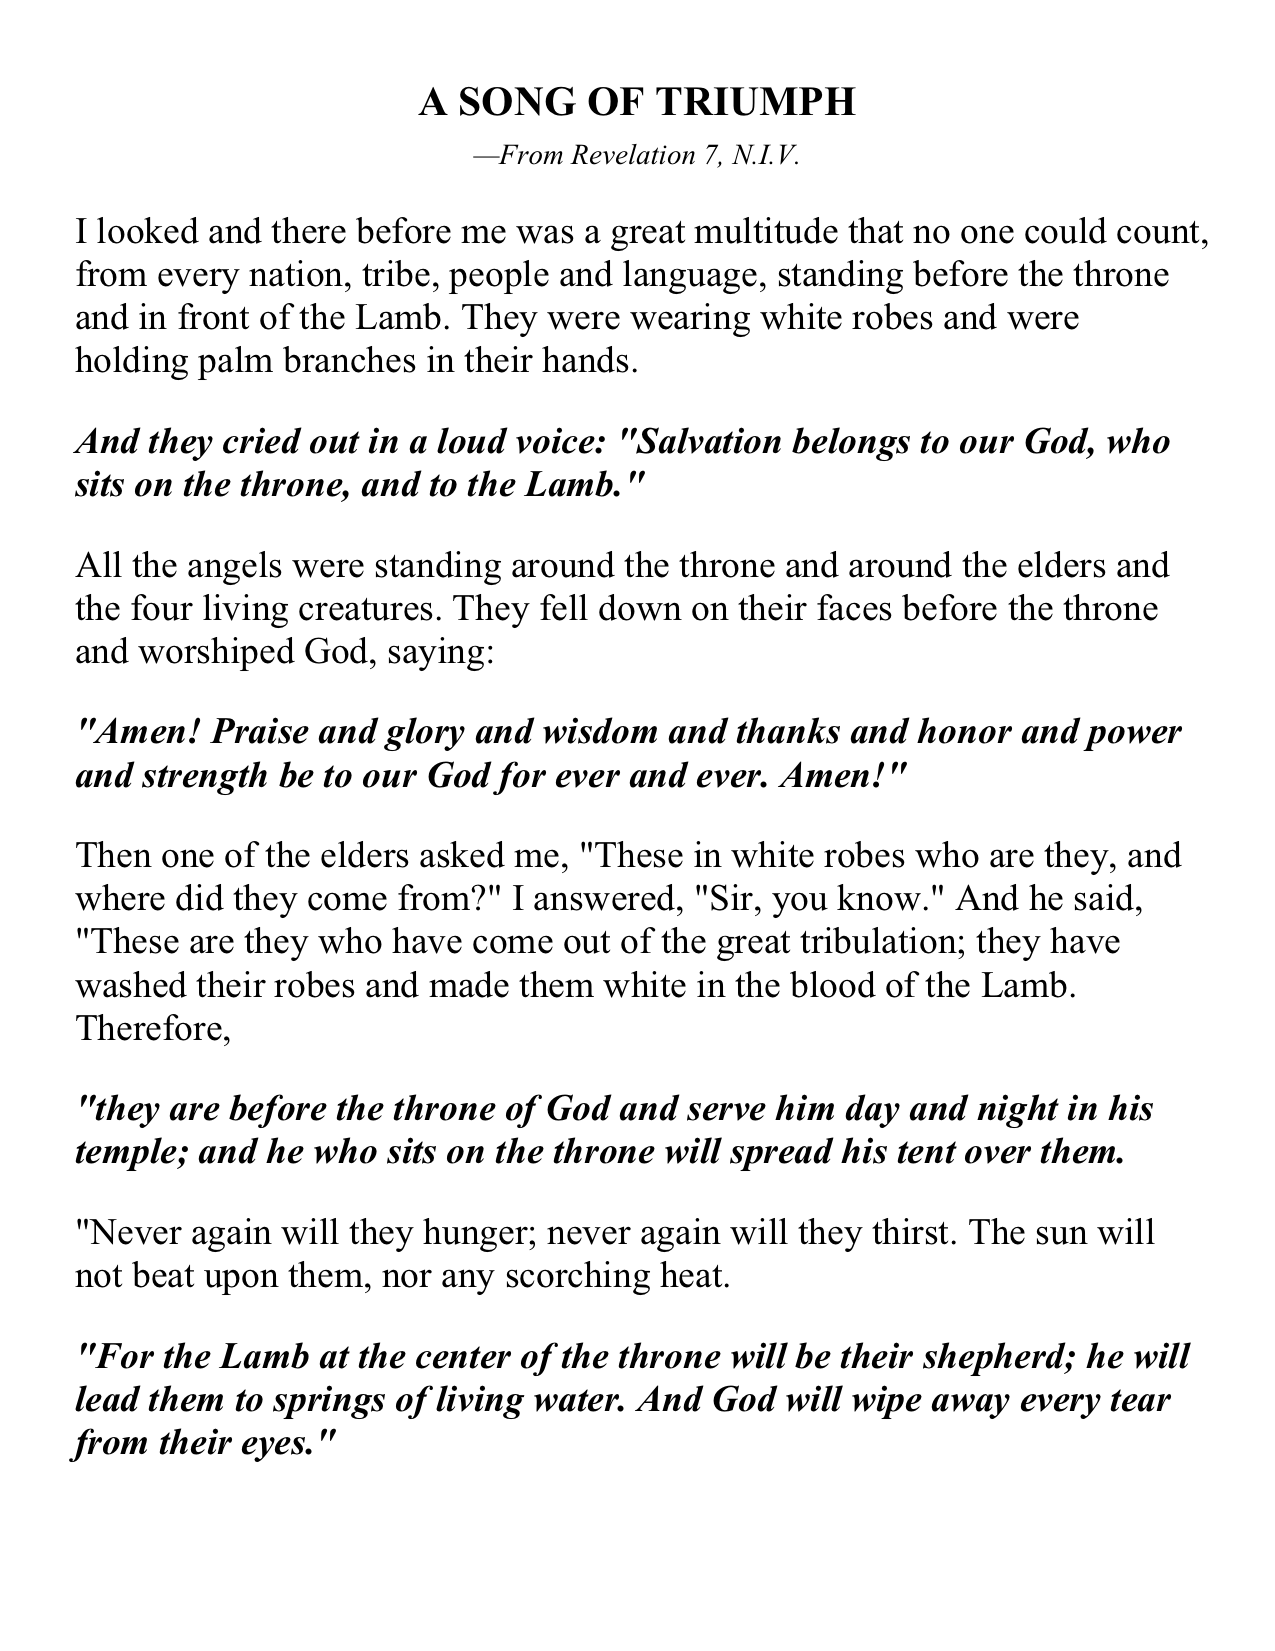 A SONG OF TRIUMPH
—From Revelation 7, N.I.V.
I looked and there before me was a great multitude that no one could count,
from every nation, tribe, people and language, standing before the throne
and in front of the Lamb. They were wearing white robes and were
holding palm branches in their hands.
And they cried out in a loud voice: "Salvation belongs to our God, who
sits on the throne, and to the Lamb."
All the angels were standing around the throne and around the elders and
the four living creatures. They fell down on their faces before the throne
and worshiped God, saying:
"Amen! Praise and glory and wisdom and thanks and honor and power
and strength be to our God for ever and ever. Amen!"
Then one of the elders asked me, "These in white robes who are they, and
where did they come from?" I answered, "Sir, you know." And he said,
"These are they who have come out of the great tribulation; they have
washed their robes and made them white in the blood of the Lamb.
Therefore,
"they are before the throne of God and serve him day and night in his
temple; and he who sits on the throne will spread his tent over them.
"Never again will they hunger; never again will they thirst. The sun will
not beat upon them, nor any scorching heat.
"For the Lamb at the center of the throne will be their shepherd; he will
lead them to springs of living water. And God will wipe away every tear
from their eyes."